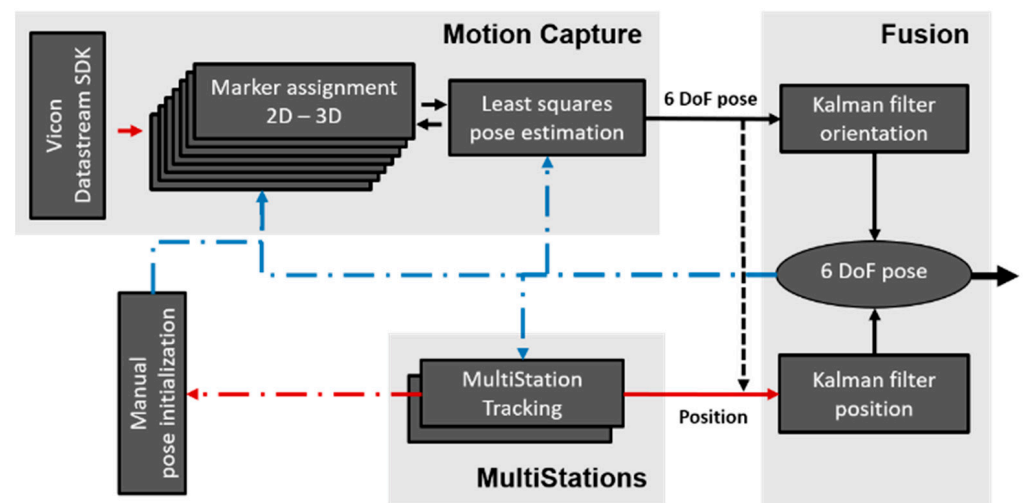 Motion Capture
Fusion
Vicon
Datastream SDK
Marker assignment
2D – 3D
Least squares
pose estimation
6 DoF pose
Kalman filter
orientation
6 DoF pose
Manual
pose initialization
MultiStation
Tracking
Position
Kalman filter
position
MultiStations